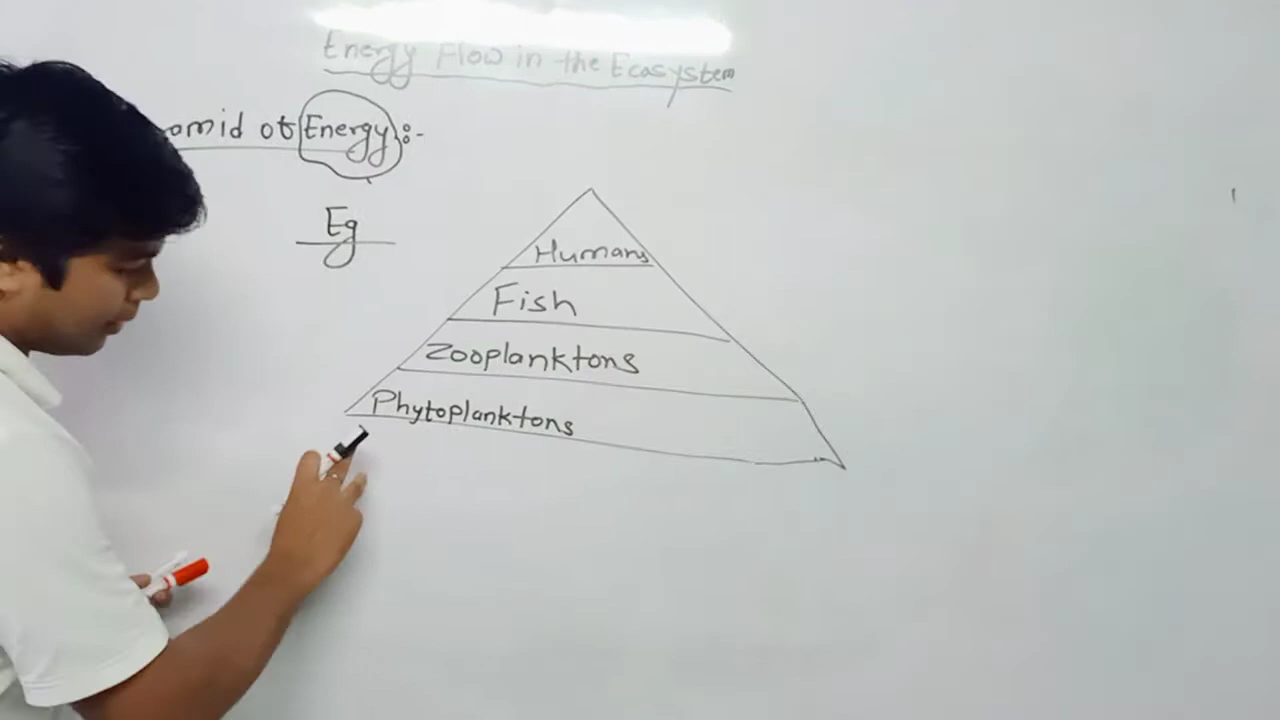 Energy Flow in the Ecosystem
amid of Energy :-
Eg
Humans
Fish
Zooplanktons
Phytoplanktons